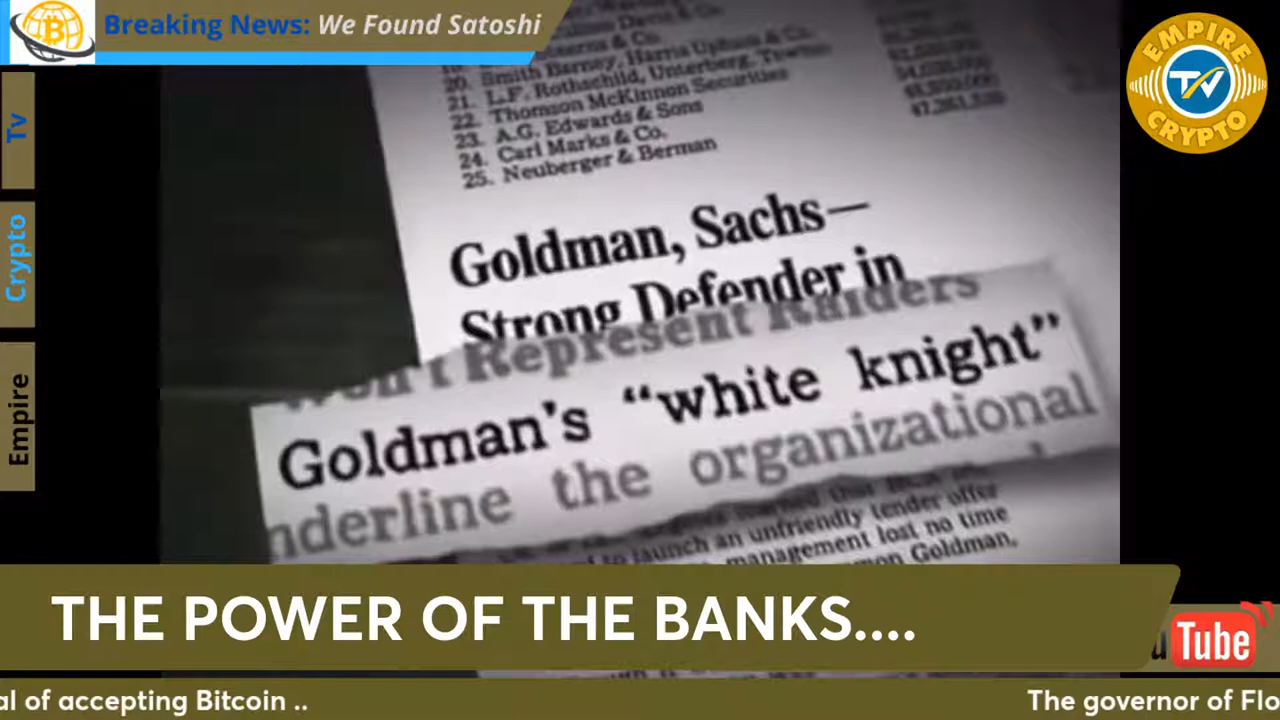 Breaking News: We Found Satoshi
EMPIRE
TV
CRYPTO
Tv
Crypto
Empire
20. Smith Barney, Harris Upham & Co.
21. L.F. Rothschild, Unterberg, Towbin
22. Thomson McKinnon Securities
23. A.G. Edwards & Sons
24. Carl Marks & Co.
25. Neuberger & Berman
Goldman, Sachs—
Strong Defender in
Won't Represent Raiders
Goldman's “white knight”
nderline the organizational
to launch an unfriendly tender offer
management lost no time
Goldman,
THE POWER OF THE BANKS....
Tube
al of accepting Bitcoin ..
The governor of Flo